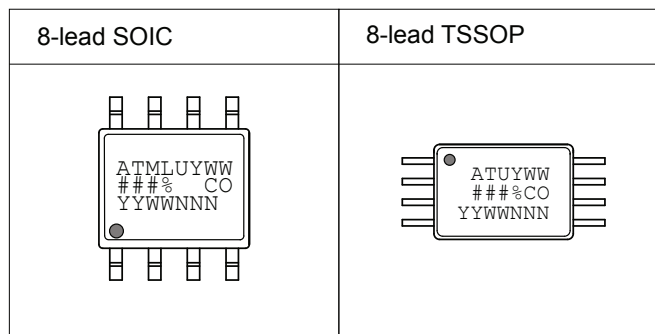 8-lead SOIC
8-lead TSSOP
ATMLUYWW
###% CO
YYWWNNN
ATUYWW
###%CO
YYWWNNN